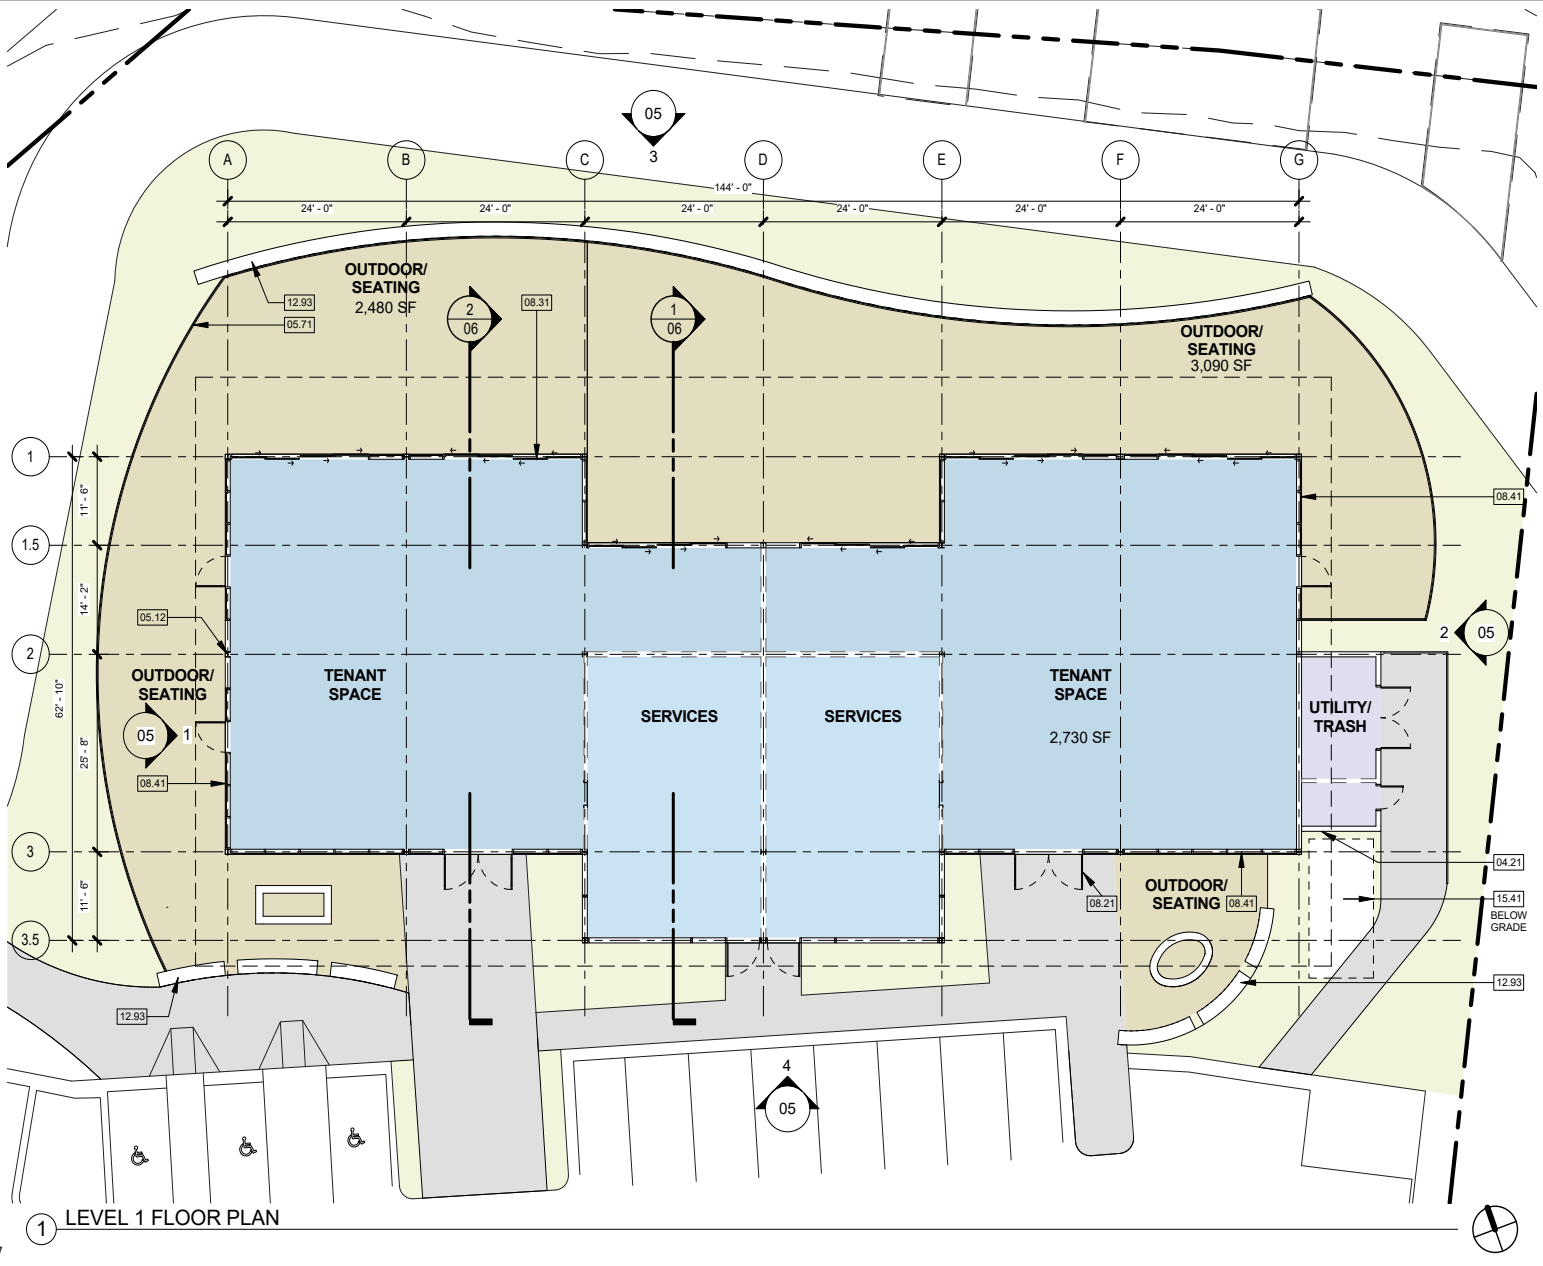 05
3
A
B
C
D
E
F
G
144' - 0"
24' - 0"
24' - 0"
24' - 0"
24' - 0"
24' - 0"
24' - 0"
OUTDOOR/
SEATING
2,480 SF
12.93
05.71
2
06
08.31
1
06
OUTDOOR/
SEATING
3,090 SF
1
11' - 6"
08.41
1.5
14' - 2"
05.12
2
2
05
OUTDOOR/
SEATING
62' - 10"
TENANT
SPACE
SERVICES
SERVICES
TENANT
SPACE
2,730 SF
UTILITY/
TRASH
05
1
25' - 8"
08.41
3
04.21
11' - 6"
OUTDOOR/
SEATING
08.21
08.41
15.41
BELOW
GRADE
3.5
12.93
12.93
4
05
1
LEVEL 1 FLOOR PLAN